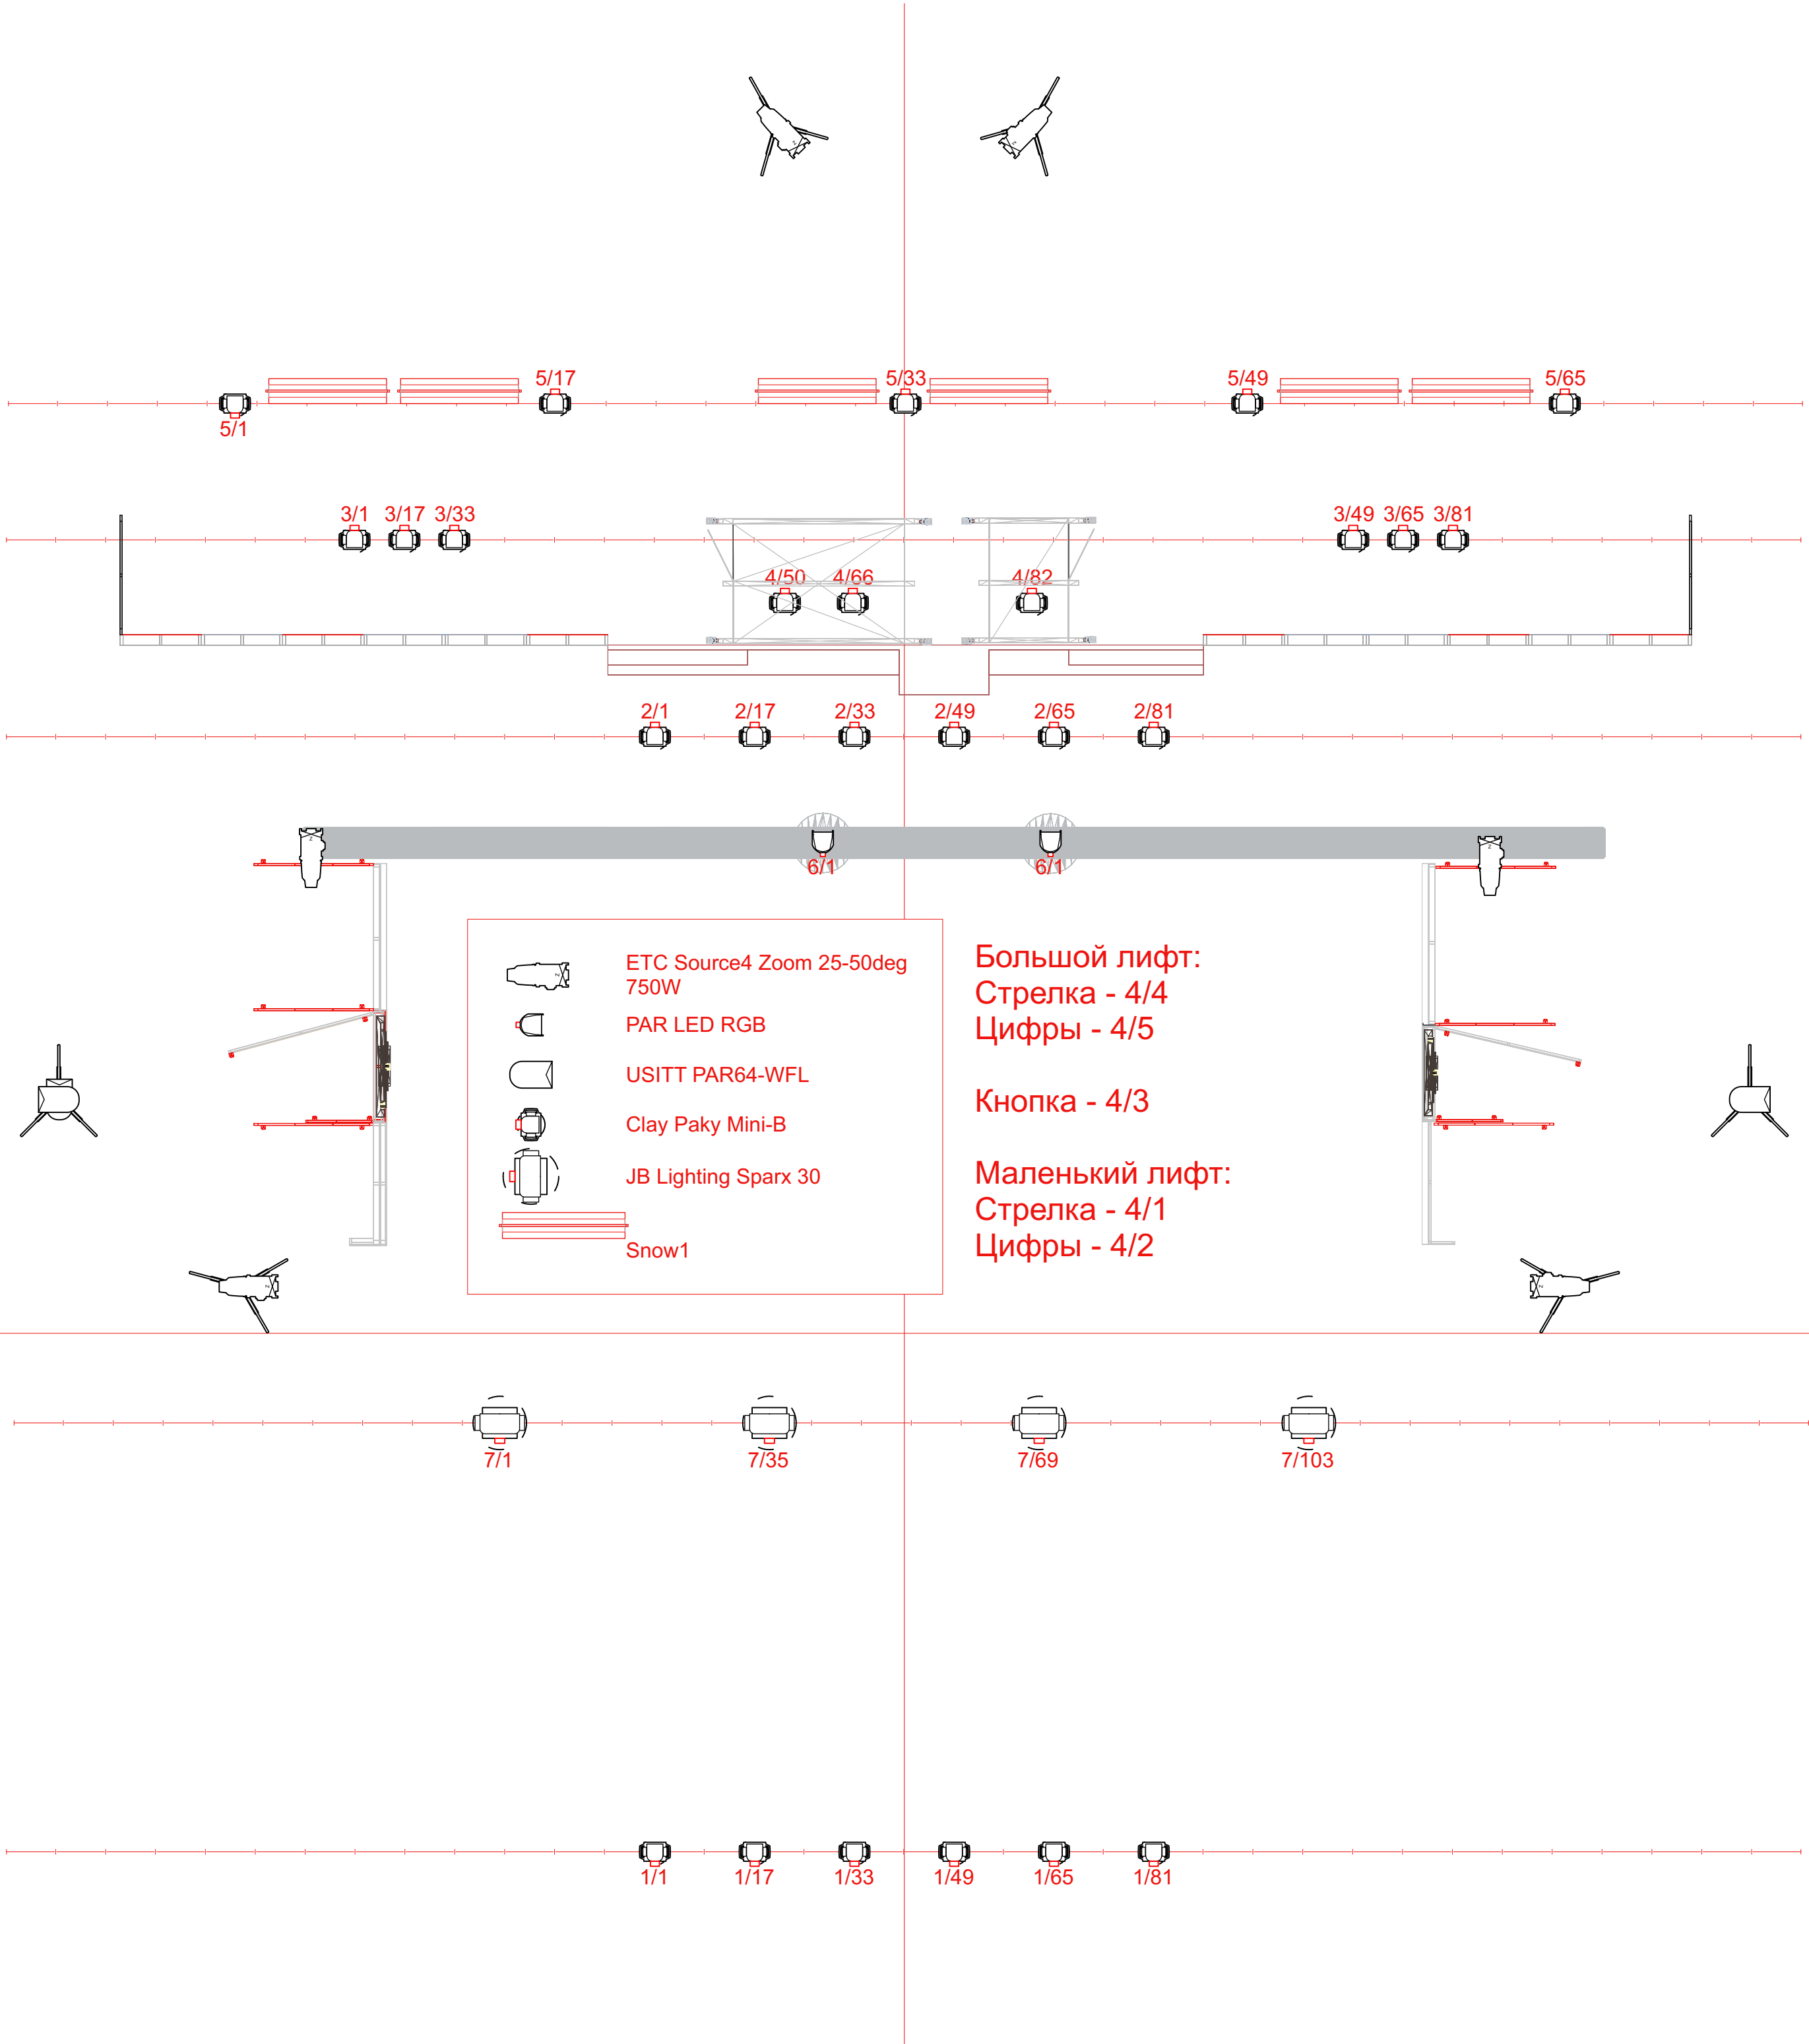 5/17
5/33
5/49
5/65
5/1
3/1
3/17
3/33
3/49
3/65
3/81
4/50
4/66
4/82
2/1
2/17
2/33
2/49
2/65
2/81
6/1
6/1
ETC Source4 Zoom 25-50deg
750W
PAR LED RGB
USITT PAR64-WFL
Clay Paky Mini-B
JB Lighting Sparx 30
Snow1
Большой лифт:
Стрелка - 4/4
Цифры - 4/5
Кнопка - 4/3
Маленький лифт:
Стрелка - 4/1
Цифры - 4/2
7/1
7/35
7/69
7/103
1/1
1/17
1/33
1/49
1/65
1/81